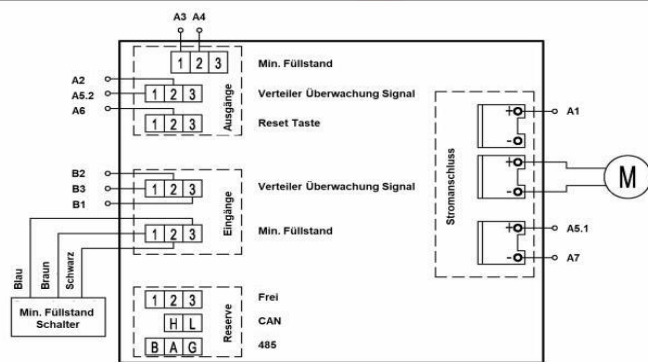 A3 A4
1 2 3 Min. Füllstand
A2
A5.2 1 2 3 Verteiler Überwachung Signal
A6 1 2 3 Reset Taste
Ausgänge
B2
B3 1 2 3 Verteiler Überwachung Signal
B1
1 2 3 Min. Füllstand
Eingänge
Blau
Braun
Schwarz
Min. Füllstand
Schalter
1 2 3 Frei
H L CAN
B A G 485
Reserve
Stromanschluss
+ A1
-
+
-
M
+ A5.1
- A7